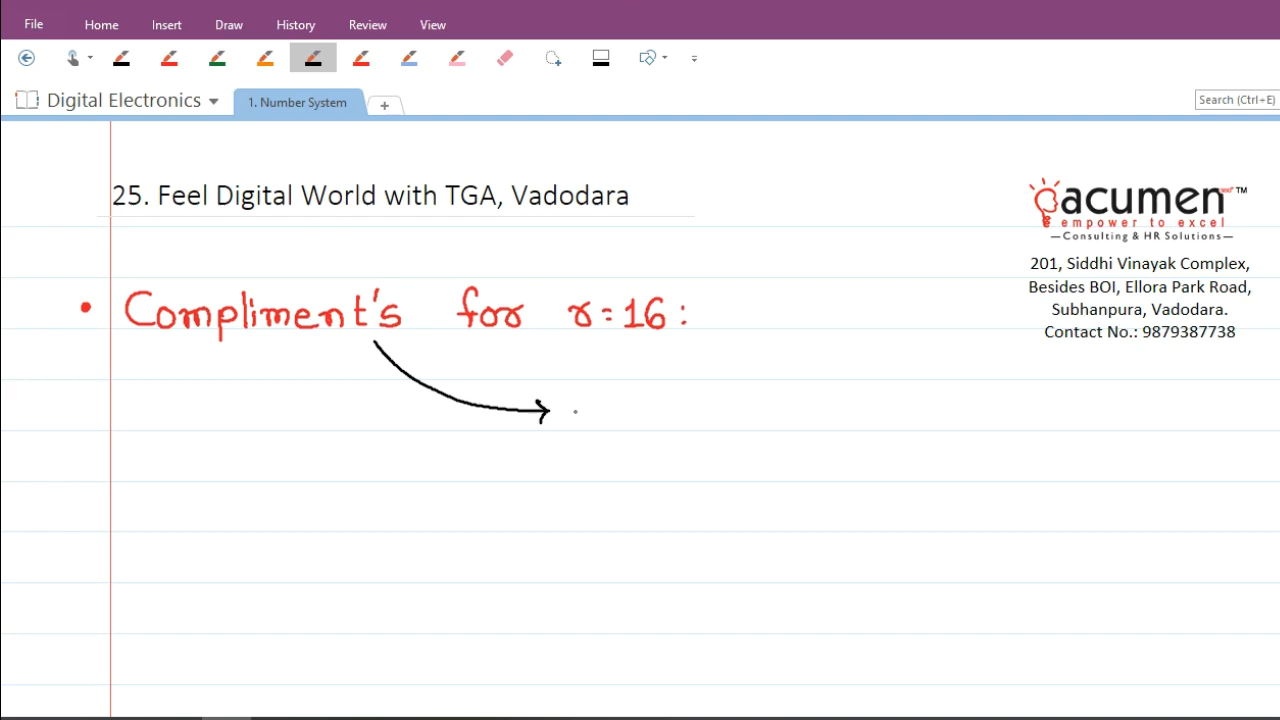 File Home Insert Draw History Review View
Digital Electronics 1. Number System + Search (Ctrl+E)
25. Feel Digital World with TGA, Vadodara
acumen TM
empower to excel
—Consulting & HR Solutions—
201, Siddhi Vinayak Complex,
Besides BOI, Ellora Park Road,
Subhanpura, Vadodara.
Contact No.: 9879387738
• Compliment's for r=16: